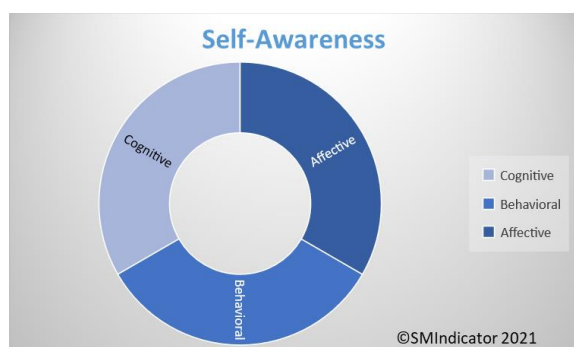 Self-Awareness
Cognitive
Affective
Behavioral
Cognitive
Behavioral
Affective
©SMIndicator 2021